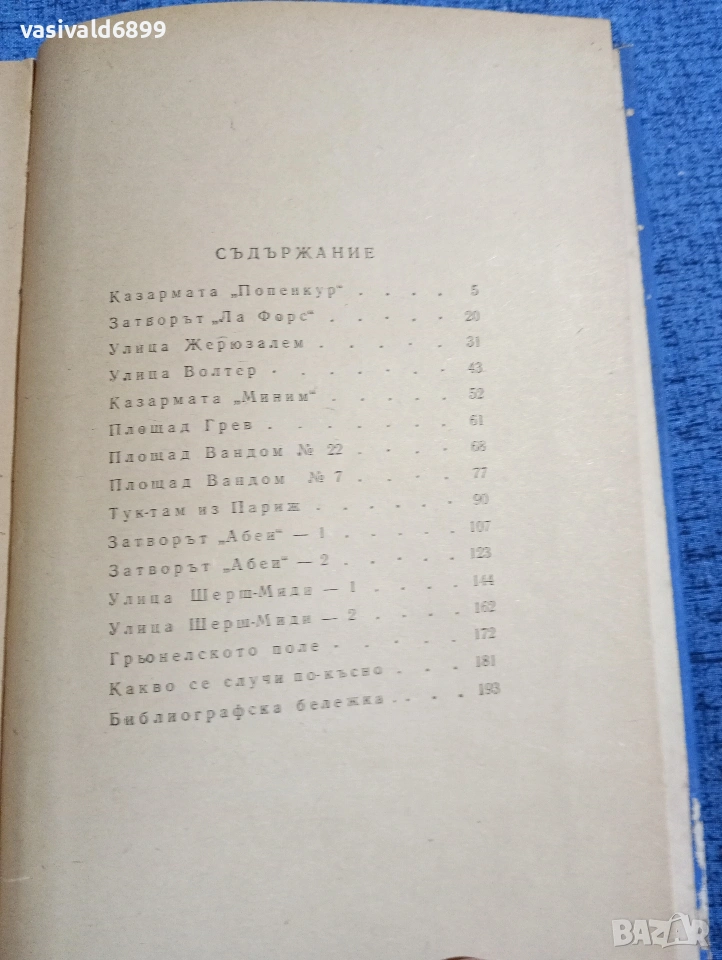 vasivald6899
СЪДЪРЖАНИЕ
Казармата „Попенкур“ . . . . 5
Затворът „Ла Форс“ . . . . . 20
Улица Жерюзалем . . . . . 31
Улица Волтер . . . . . . 43
Казармата „Миним“ . . . . . 52
Площад Грев . . . . . . . 61
Площад Вандом № 22 . . . . 68
Площад Вандом № 7 . . . . 77
Тук-там из Париж . . . . . 90
Затворът „Абеи“ — 1 . . . . 107
Затворът „Абеи“ — 2 . . . . 123
Улица Шерш-Миди — 1 . . . . 144
Улица Шерш-Миди — 2 . . . . 162
Грьонелското поле . . . . 172
Какво се случи по-късно . . . 181
Библиографска бележка . . . . 193
BAZAR